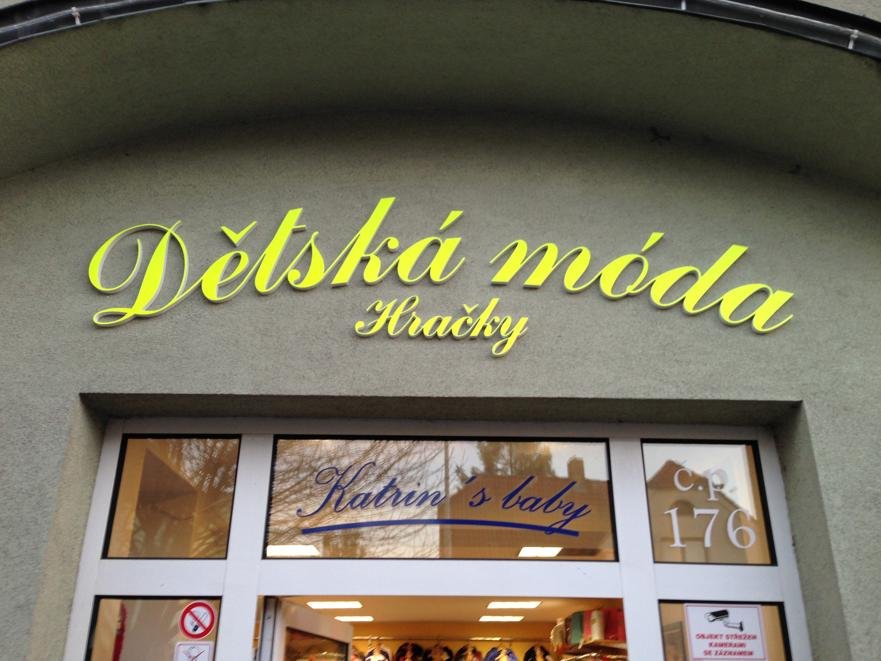 Dětská móda
Hračky
Katrin´s baby
č.p
176
OBJEKT STŘEŽEN
KAMERAMI
SE ZÁZNAMEM